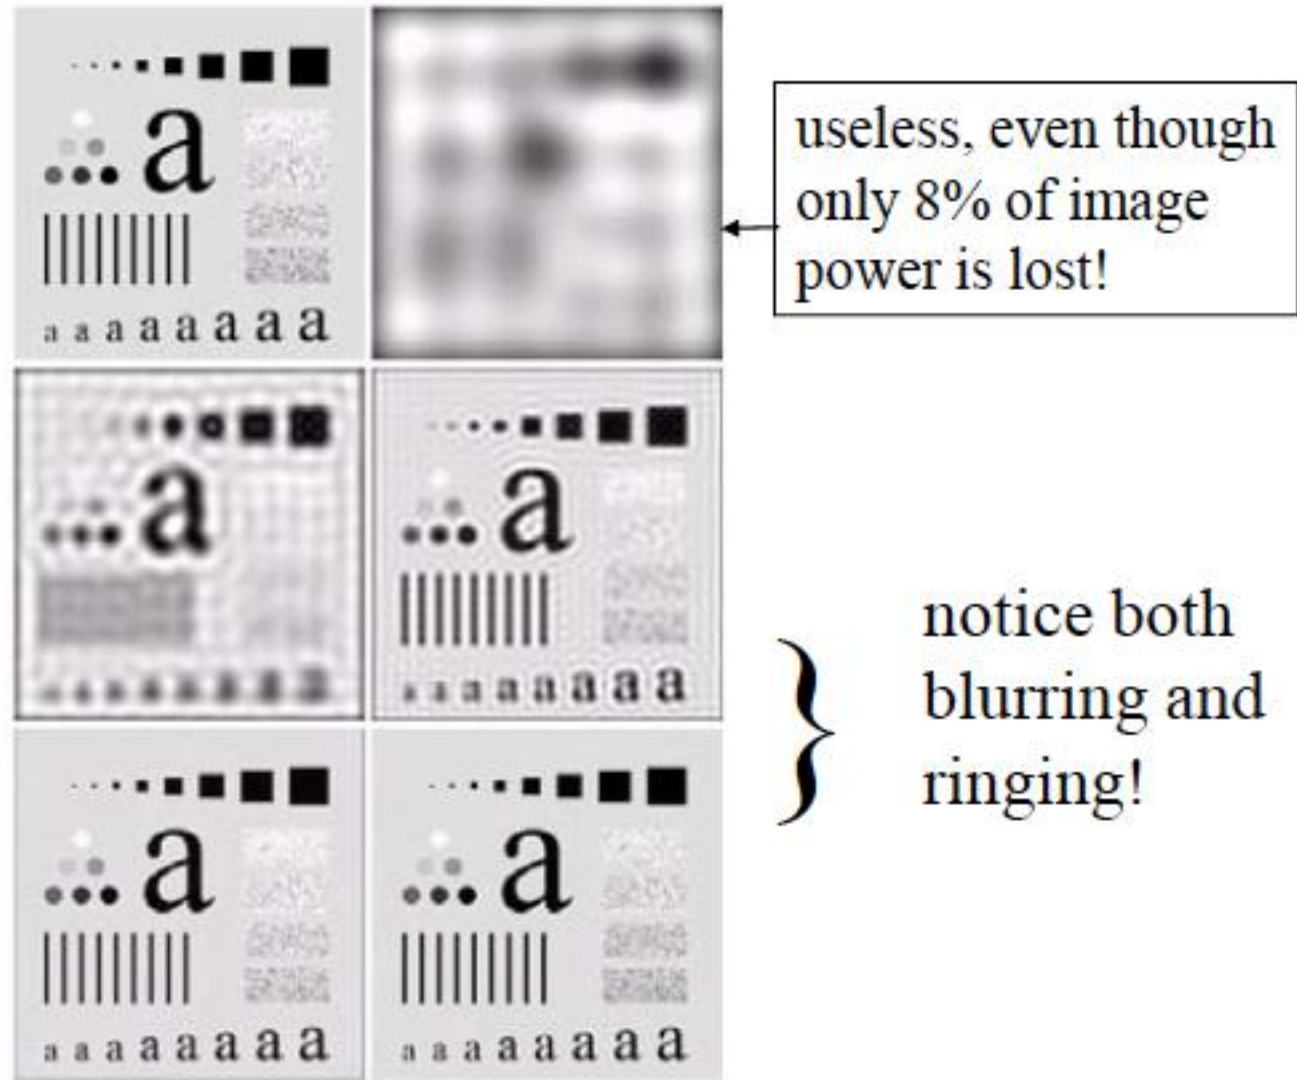 a
a a a a a a a a
useless, even though
only 8% of image
power is lost!
a
a a a a a a a a
a
a a a a a a a a
notice both
blurring and
ringing!
a
a a a a a a a a
a
a a a a a a a a